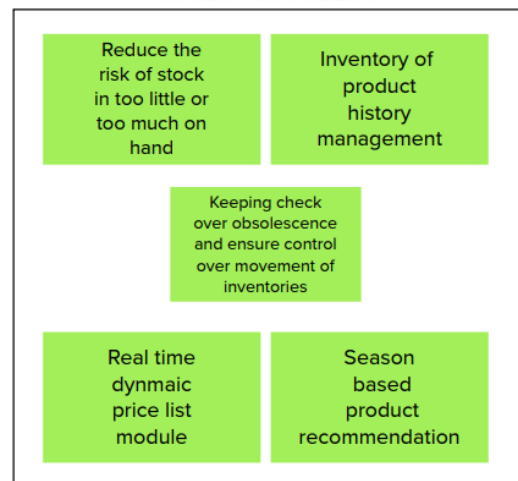 Reduce the
risk of stock
in too little or
too much on
hand
Inventory of
product
history
management
Keeping check
over obsolescence
and ensure control
over movement of
inventories
Real time
dynmaic
price list
module
Season
based
product
recommendation